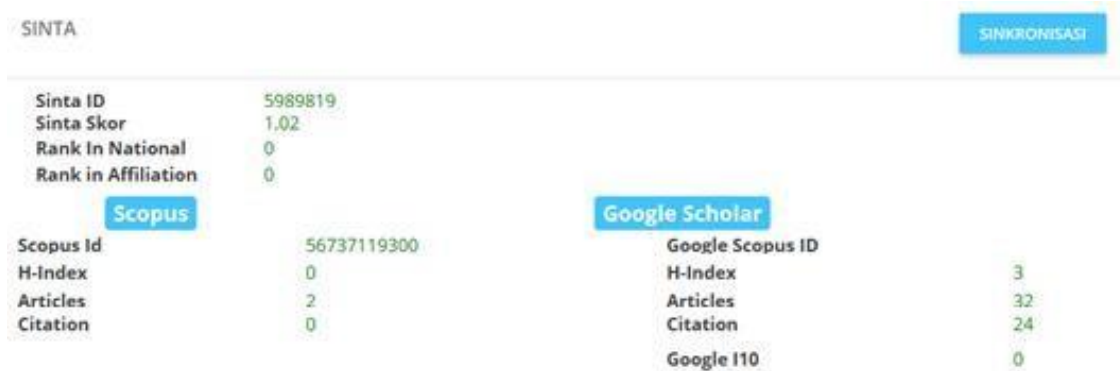 SINTA
SINKRONISASI
Sinta ID 5989819
Sinta Skor 1,02
Rank In National 0
Rank in Affiliation 0
Scopus
Scopus Id 56737119300
H-Index 0
Articles 2
Citation 0
Google Scholar
Google Scopus ID
H-Index 3
Articles 32
Citation 24
Google I10 0